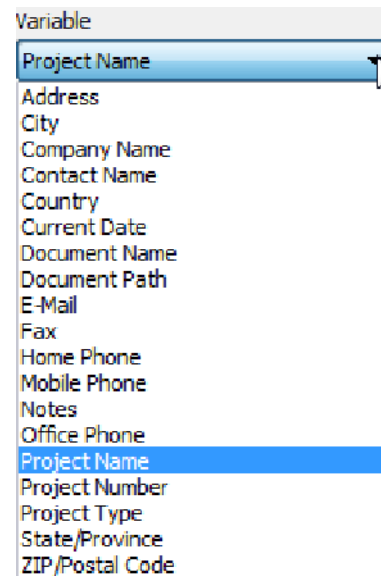 Variable
Project Name
Address
City
Company Name
Contact Name
Country
Current Date
Document Name
Document Path
E-Mail
Fax
Home Phone
Mobile Phone
Notes
Office Phone
Project Name
Project Number
Project Type
State/Province
ZIP/Postal Code